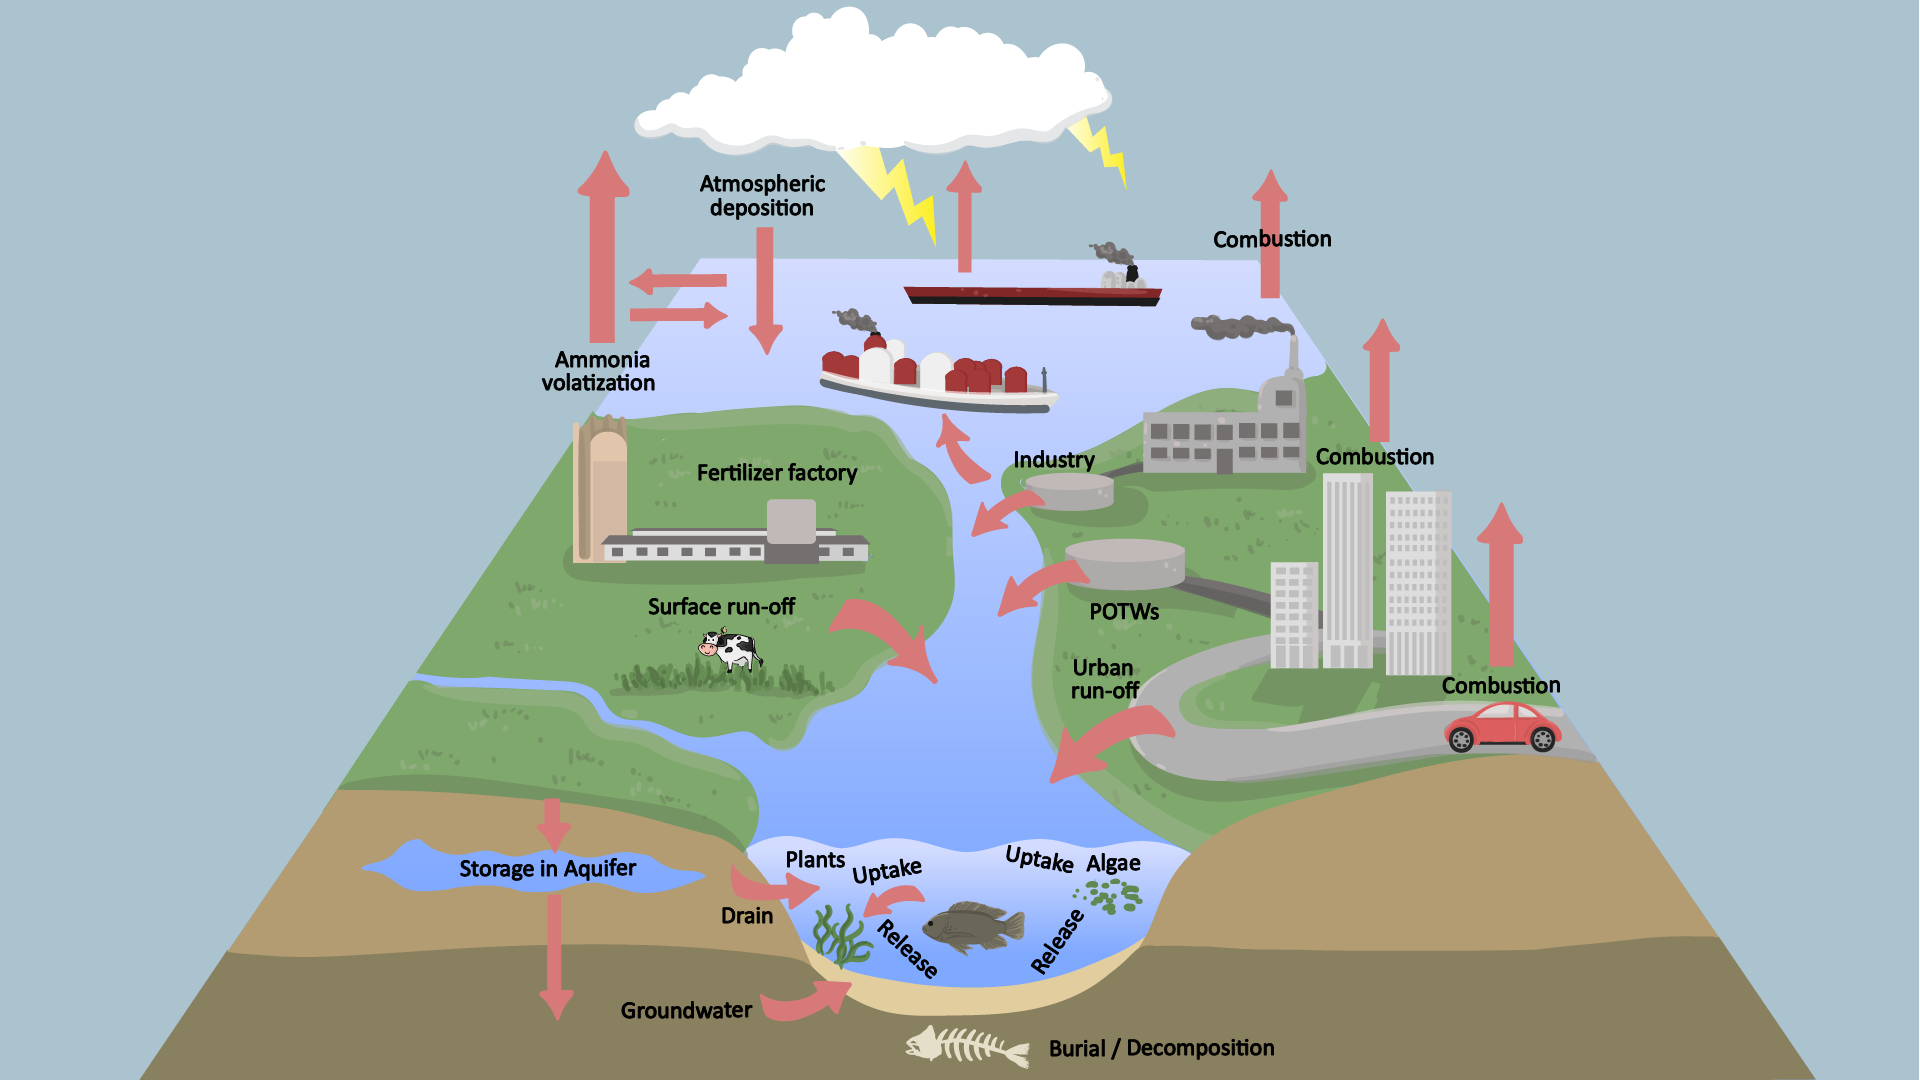 Atmospheric
deposition
Combustion
Ammonia
volatization
Industry
Combustion
Fertilizer factory
Surface run-off
POTWs
Urban
run-off
Combustion
Storage in Aquifer
Plants
Uptake
Uptake
Algae
Drain
Release
Release
Groundwater
Burial / Decomposition